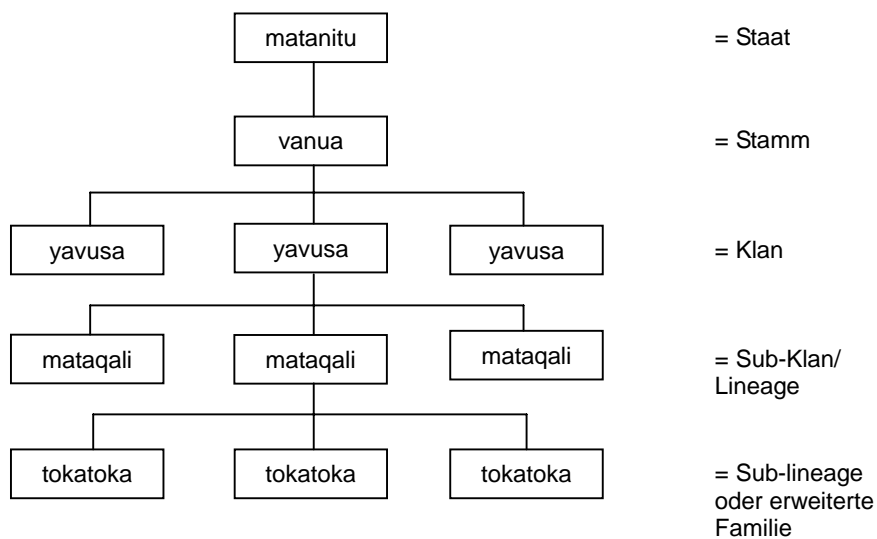 matanitu = Staat
vanua = Stamm
yavusa yavusa yavusa = Klan
mataqali mataqali mataqali = Sub-Klan/
Lineage
tokatoka tokatoka tokatoka = Sub-lineage
oder erweiterte
Familie